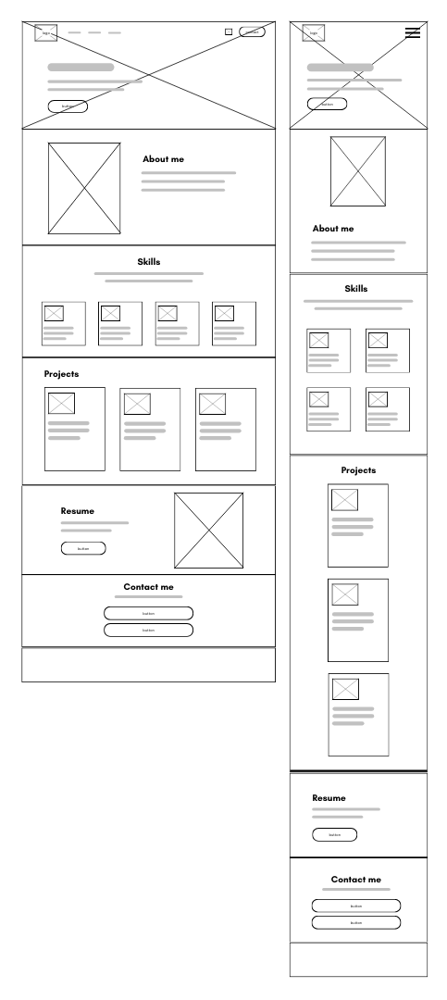 logo
contact
button
About me
Skills
Projects
Resume
button
Contact me
button
button
logo
button
About me
Skills
Projects
Resume
button
Contact me
button
button